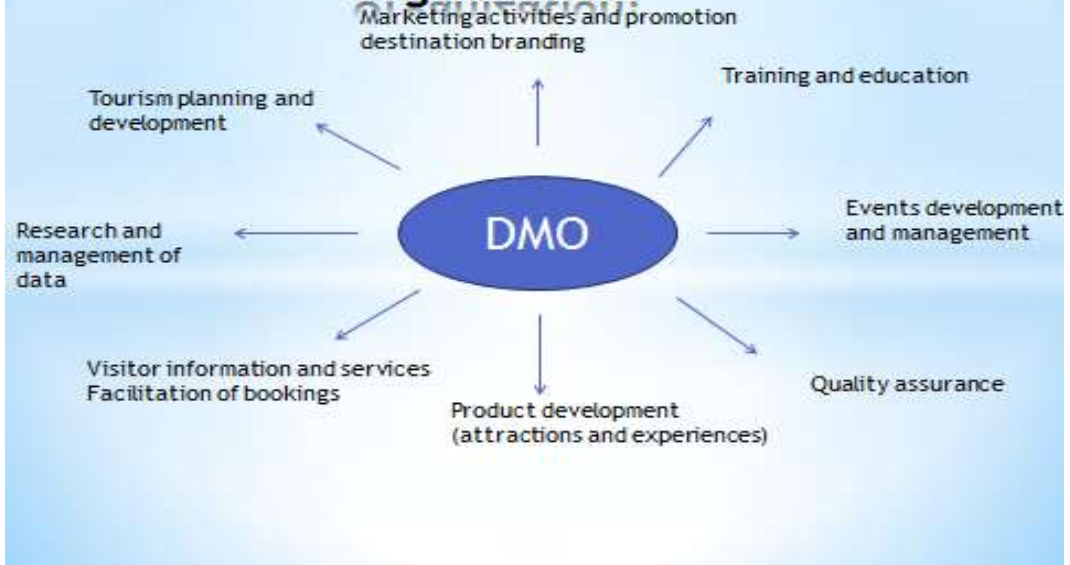 Marketing activities and promotion
destination branding
Training and education
Tourism planning and
development
DMO
Events development
and management
Research and
management of
data
Visitor information and services
Facilitation of bookings
Quality assurance
Product development
(attractions and experiences)